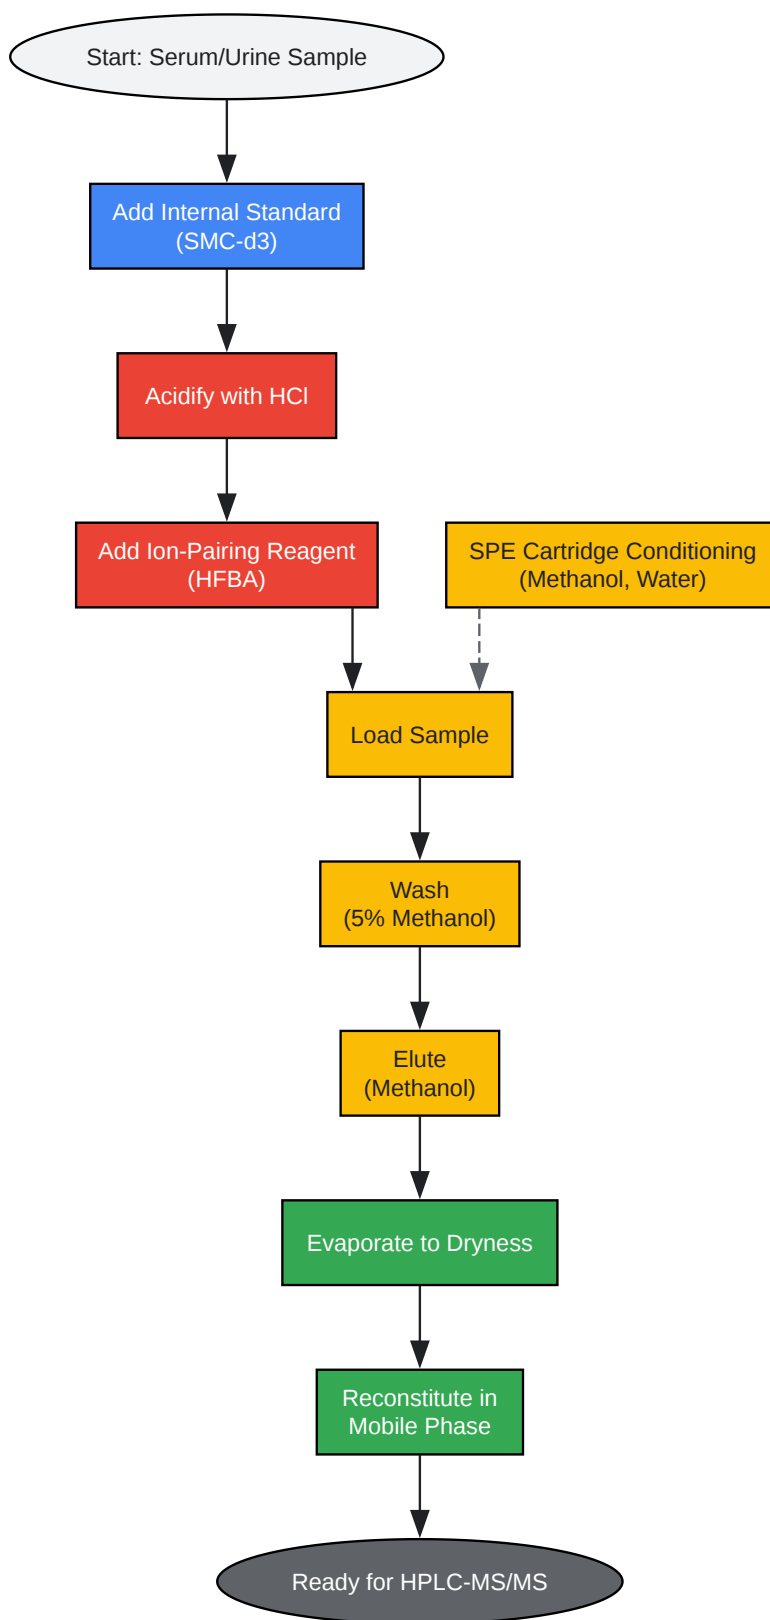 Start: Serum/Urine Sample
Add Internal Standard
(SMC-d3)
Acidify with HCl
Add Ion-Pairing Reagent
(HFBA)
SPE Cartridge Conditioning
(Methanol, Water)
Load Sample
Wash
(5% Methanol)
Elute
(Methanol)
Evaporate to Dryness
Reconstitute in
Mobile Phase
Ready for HPLC-MS/MS